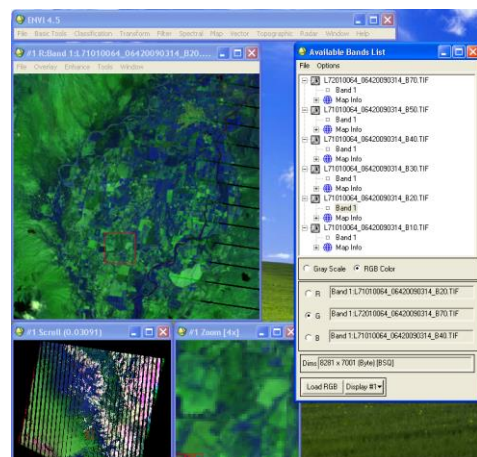 ENVI 4.5
File Basic Tools Classification Transform Filter Spectral Map Vector Topographic Radar Window Help
#1 R:Band 1:L71010064_06420090314_B20....
File Overlay Enhance Tools Window
#1 Scroll (0.03091)
#1 Zoom [4x]
Available Bands List
File Options
L72010064_06420090314_B70.TIF
Band 1
Map Info
L71010064_06420090314_B50.TIF
Band 1
Map Info
L71010064_06420090314_B40.TIF
Band 1
Map Info
L71010064_06420090314_B30.TIF
Band 1
Map Info
L71010064_06420090314_B20.TIF
Band 1
Map Info
L71010064_06420090314_B10.TIF
Band 1
Map Info
Gray Scale RGB Color
R Band 1:L71010064_06420090314_B20.TIF
G Band 1:L72010064_06420090314_B70.TIF
B Band 1:L71010064_06420090314_B40.TIF
Dims 8281 x 7001 (Byte) [BSQ]
Load RGB Display #1